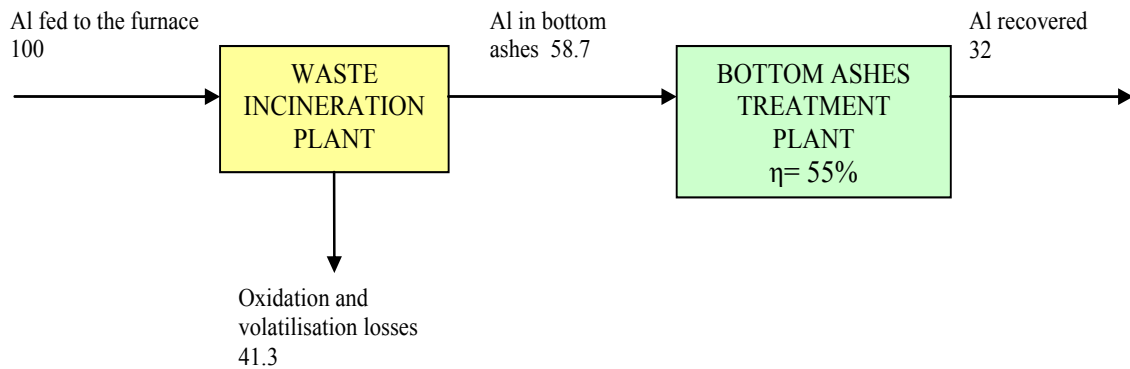 Al fed to the furnace
100
Al in bottom
ashes 58.7
Al recovered
32
WASTE
INCINERATION
PLANT
BOTTOM ASHES
TREATMENT
PLANT
η= 55%
Oxidation and
volatilisation losses
41.3